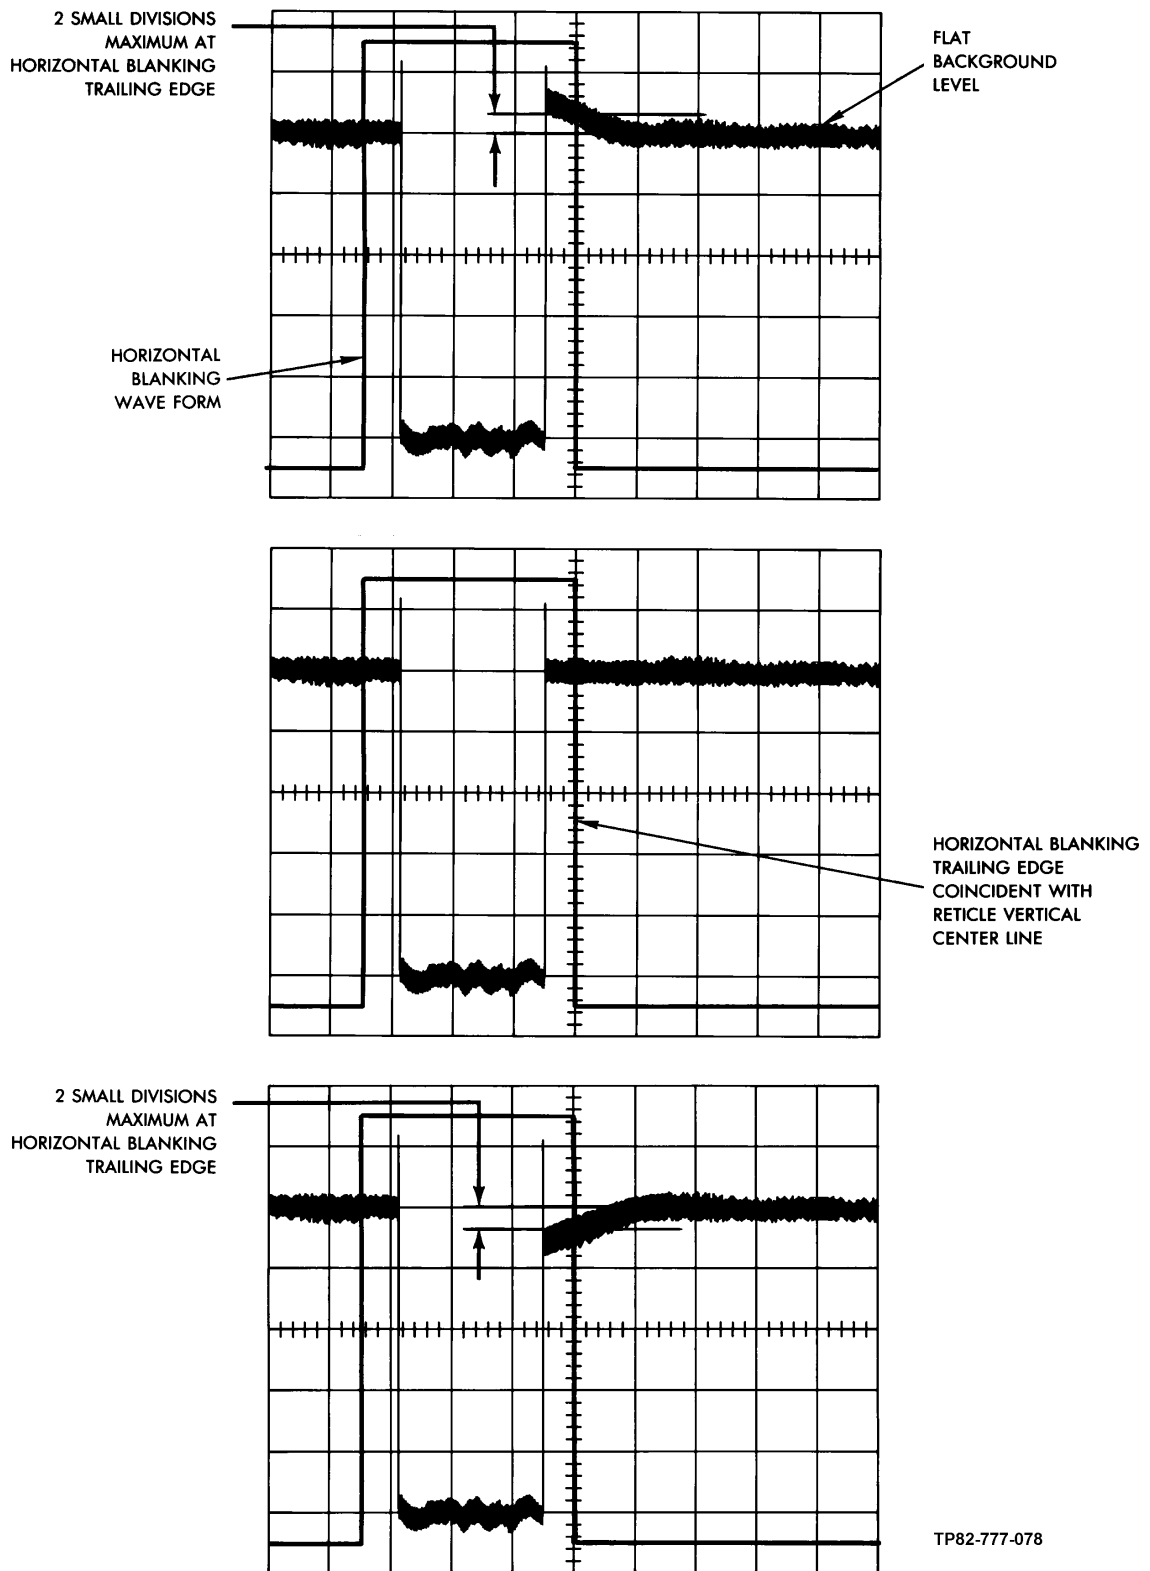 2 SMALL DIVISIONS
MAXIMUM AT
HORIZONTAL BLANKING
TRAILING EDGE
FLAT
BACKGROUND
LEVEL
HORIZONTAL
BLANKING
WAVE FORM
HORIZONTAL BLANKING
TRAILING EDGE
COINCIDENT WITH
RETICLE VERTICAL
CENTER LINE
2 SMALL DIVISIONS
MAXIMUM AT
HORIZONTAL BLANKING
TRAILING EDGE
TP82-777-078